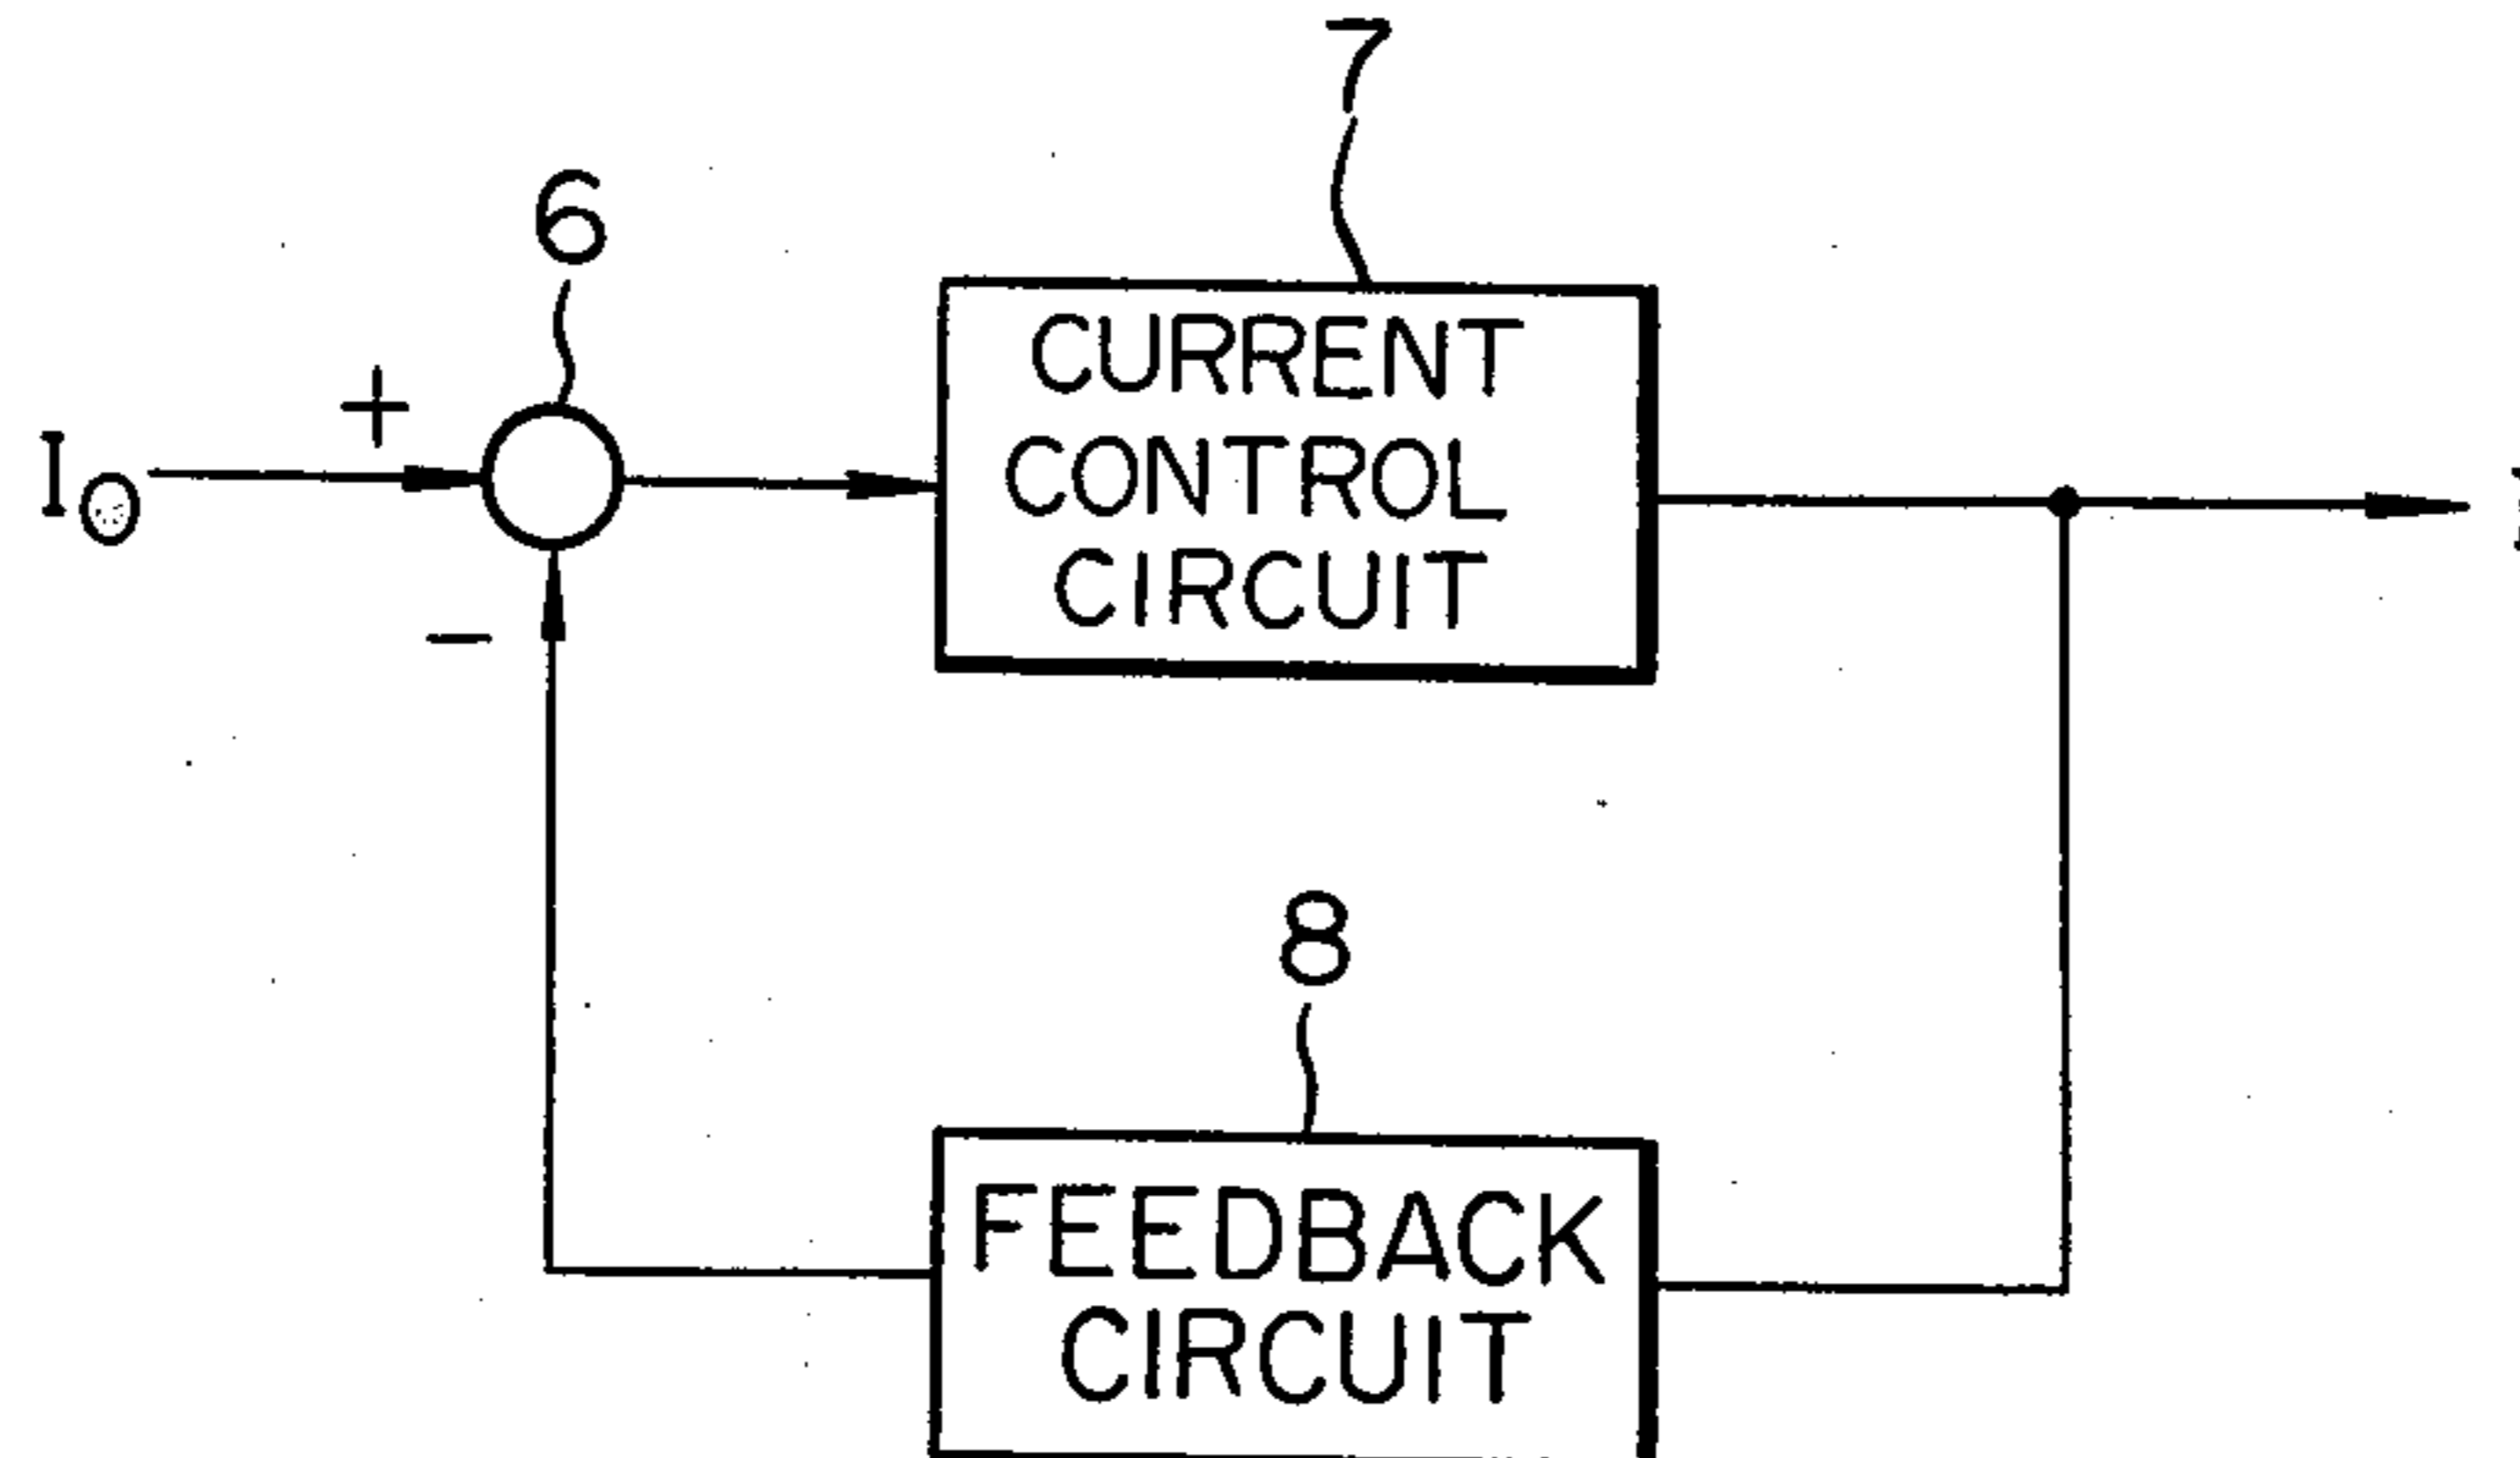 7
6
+
I₀
−
CURRENT
CONTROL
CIRCUIT
8
FEEDBACK
CIRCUIT